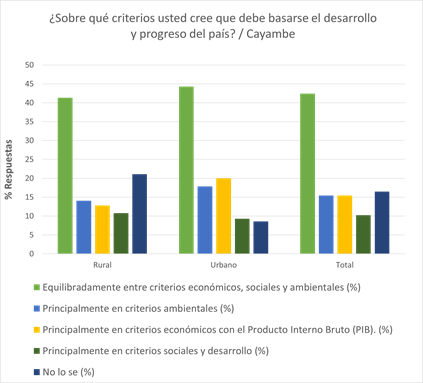 ¿Sobre qué criterios usted cree que debe basarse el desarrollo
y progreso del país? / Cayambe
50
45
40
35
30
25
20
15
10
5
0
% Respuestas
Rural
Urbano
Total
Equilibradamente entre criterios económicos, sociales y ambientales (%)
Principalmente en criterios ambientales (%)
Principalmente en criterios económicos con el Producto Interno Bruto (PIB). (%)
Principalmente en criterios sociales y desarrollo (%)
No lo se (%)